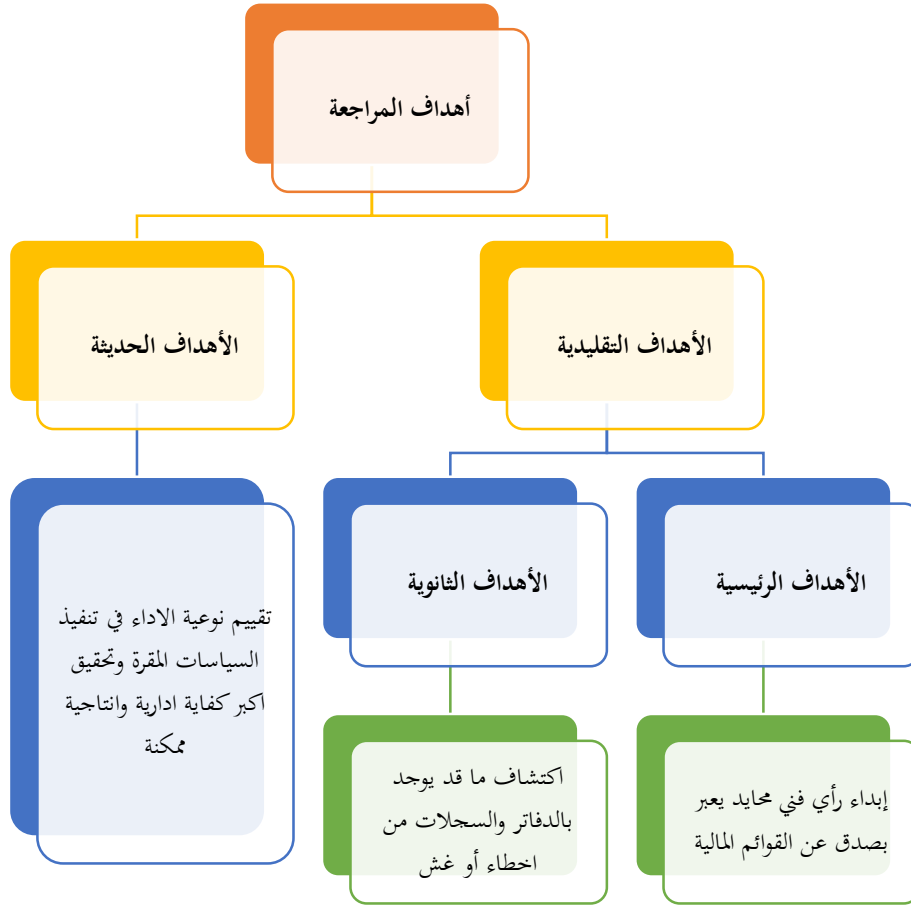 أهداف المراجعة
الأهداف التقليدية
الأهداف الحديثة
الأهداف الرئيسية
الأهداف الثانوية
تقييم نوعية الاداء في تنفيذ
السياسات المقرة وتحقيق
اكبر كفاية ادارية وانتاجية
ممكنة
إبداء رأي فني محايد يعبر
بصدق عن القوائم المالية
اكتشاف ما قد يوجد
بالدفاتر والسجلات من
اخطاء أو غش